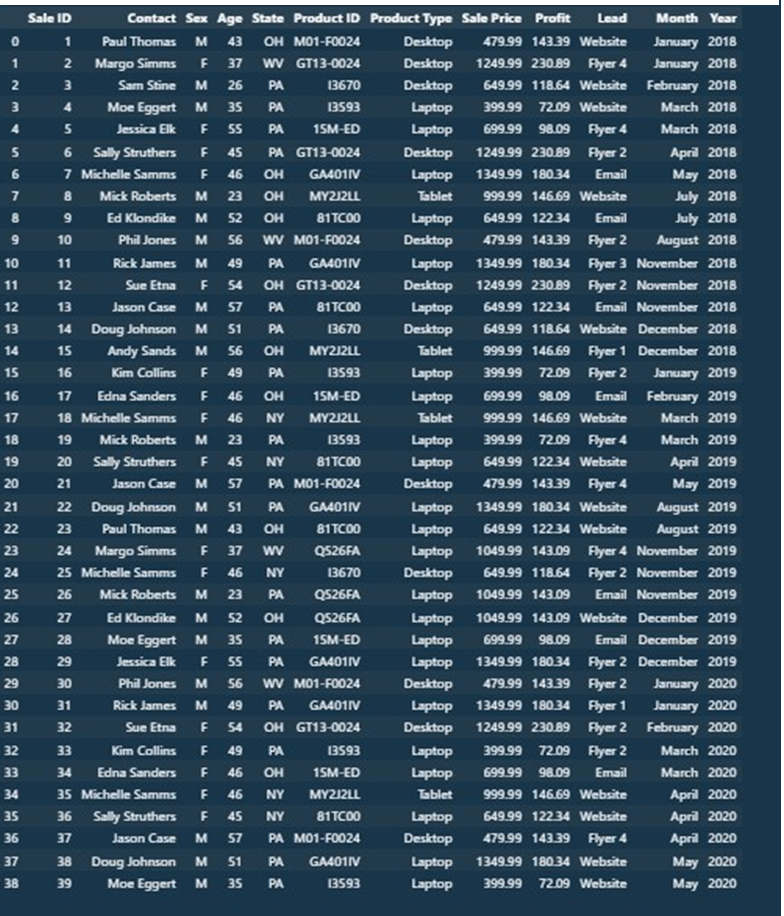 Sale ID Contact Sex Age State Product ID Product Type Sale Price Profit Lead Month Year
0 1 Paul Thomas M 43 OH M01-F0024 Desktop 479.99 143.39 Website January 2018
1 2 Margo Simms F 37 WV GT13-0024 Desktop 1249.99 230.89 Flyer 4 January 2018
2 3 Sam Stine M 26 PA I3670 Desktop 649.99 118.64 Website February 2018
3 4 Moe Eggert M 35 PA I3593 Laptop 399.99 72.09 Website March 2018
4 5 Jessica Elk F 55 PA 15M-ED Laptop 699.99 98.09 Flyer 4 March 2018
5 6 Sally Struthers F 45 PA GT13-0024 Desktop 1249.99 230.89 Flyer 2 April 2018
6 7 Michelle Samms F 46 OH GA401IV Laptop 1349.99 180.34 Email May 2018
7 8 Mick Roberts M 23 OH MY2J2LL Tablet 999.99 146.69 Website July 2018
8 9 Ed Klondike M 52 OH 81TC00 Laptop 649.99 122.34 Email July 2018
9 10 Phil Jones M 56 WV M01-F0024 Desktop 479.99 143.39 Flyer 2 August 2018
10 11 Rick James M 49 PA GA401IV Laptop 1349.99 180.34 Flyer 3 November 2018
11 12 Sue Etna F 54 OH GT13-0024 Desktop 1249.99 230.89 Flyer 2 November 2018
12 13 Jason Case M 57 PA 81TC00 Laptop 649.99 122.34 Email November 2018
13 14 Doug Johnson M 51 PA I3670 Desktop 649.99 118.64 Website December 2018
14 15 Andy Sands M 56 OH MY2J2LL Tablet 999.99 146.69 Flyer 1 December 2018
15 16 Kim Collins F 49 PA I3593 Laptop 399.99 72.09 Flyer 2 January 2019
16 17 Edna Sanders F 46 OH 15M-ED Laptop 699.99 98.09 Email February 2019
17 18 Michelle Samms F 46 NY MY2J2LL Tablet 999.99 146.69 Website March 2019
18 19 Mick Roberts M 23 PA I3593 Laptop 399.99 72.09 Flyer 4 March 2019
19 20 Sally Struthers F 45 NY 81TC00 Laptop 649.99 122.34 Website April 2019
20 21 Jason Case M 57 PA M01-F0024 Desktop 479.99 143.39 Flyer 4 May 2019
21 22 Doug Johnson M 51 PA GA401IV Laptop 1349.99 180.34 Website August 2019
22 23 Paul Thomas M 43 OH 81TC00 Laptop 649.99 122.34 Website August 2019
23 24 Margo Simms F 37 WV Q526FA Laptop 1049.99 143.09 Flyer 4 November 2019
24 25 Michelle Samms F 46 NY I3670 Desktop 649.99 118.64 Flyer 2 November 2019
25 26 Mick Roberts M 23 PA Q526FA Laptop 1049.99 143.09 Email November 2019
26 27 Ed Klondike M 52 OH Q526FA Laptop 1049.99 143.09 Website December 2019
27 28 Moe Eggert M 35 PA 15M-ED Laptop 699.99 98.09 Email December 2019
28 29 Jessica Elk F 55 PA GA401IV Laptop 1349.99 180.34 Flyer 2 December 2019
29 30 Phil Jones M 56 WV M01-F0024 Desktop 479.99 143.39 Flyer 2 January 2020
30 31 Rick James M 49 PA GA401IV Laptop 1349.99 180.34 Flyer 1 January 2020
31 32 Sue Etna F 54 OH GT13-0024 Desktop 1249.99 230.89 Flyer 2 February 2020
32 33 Kim Collins F 49 PA I3593 Laptop 399.99 72.09 Flyer 2 March 2020
33 34 Edna Sanders F 46 OH 15M-ED Laptop 699.99 98.09 Email March 2020
34 35 Michelle Samms F 46 NY MY2J2LL Tablet 999.99 146.69 Website April 2020
35 36 Sally Struthers F 45 NY 81TC00 Laptop 649.99 122.34 Website April 2020
36 37 Jason Case M 57 PA M01-F0024 Desktop 479.99 143.39 Flyer 4 April 2020
37 38 Doug Johnson M 51 PA GA401IV Laptop 1349.99 180.34 Website May 2020
38 39 Moe Eggert M 35 PA I3593 Laptop 399.99 72.09 Website May 2020